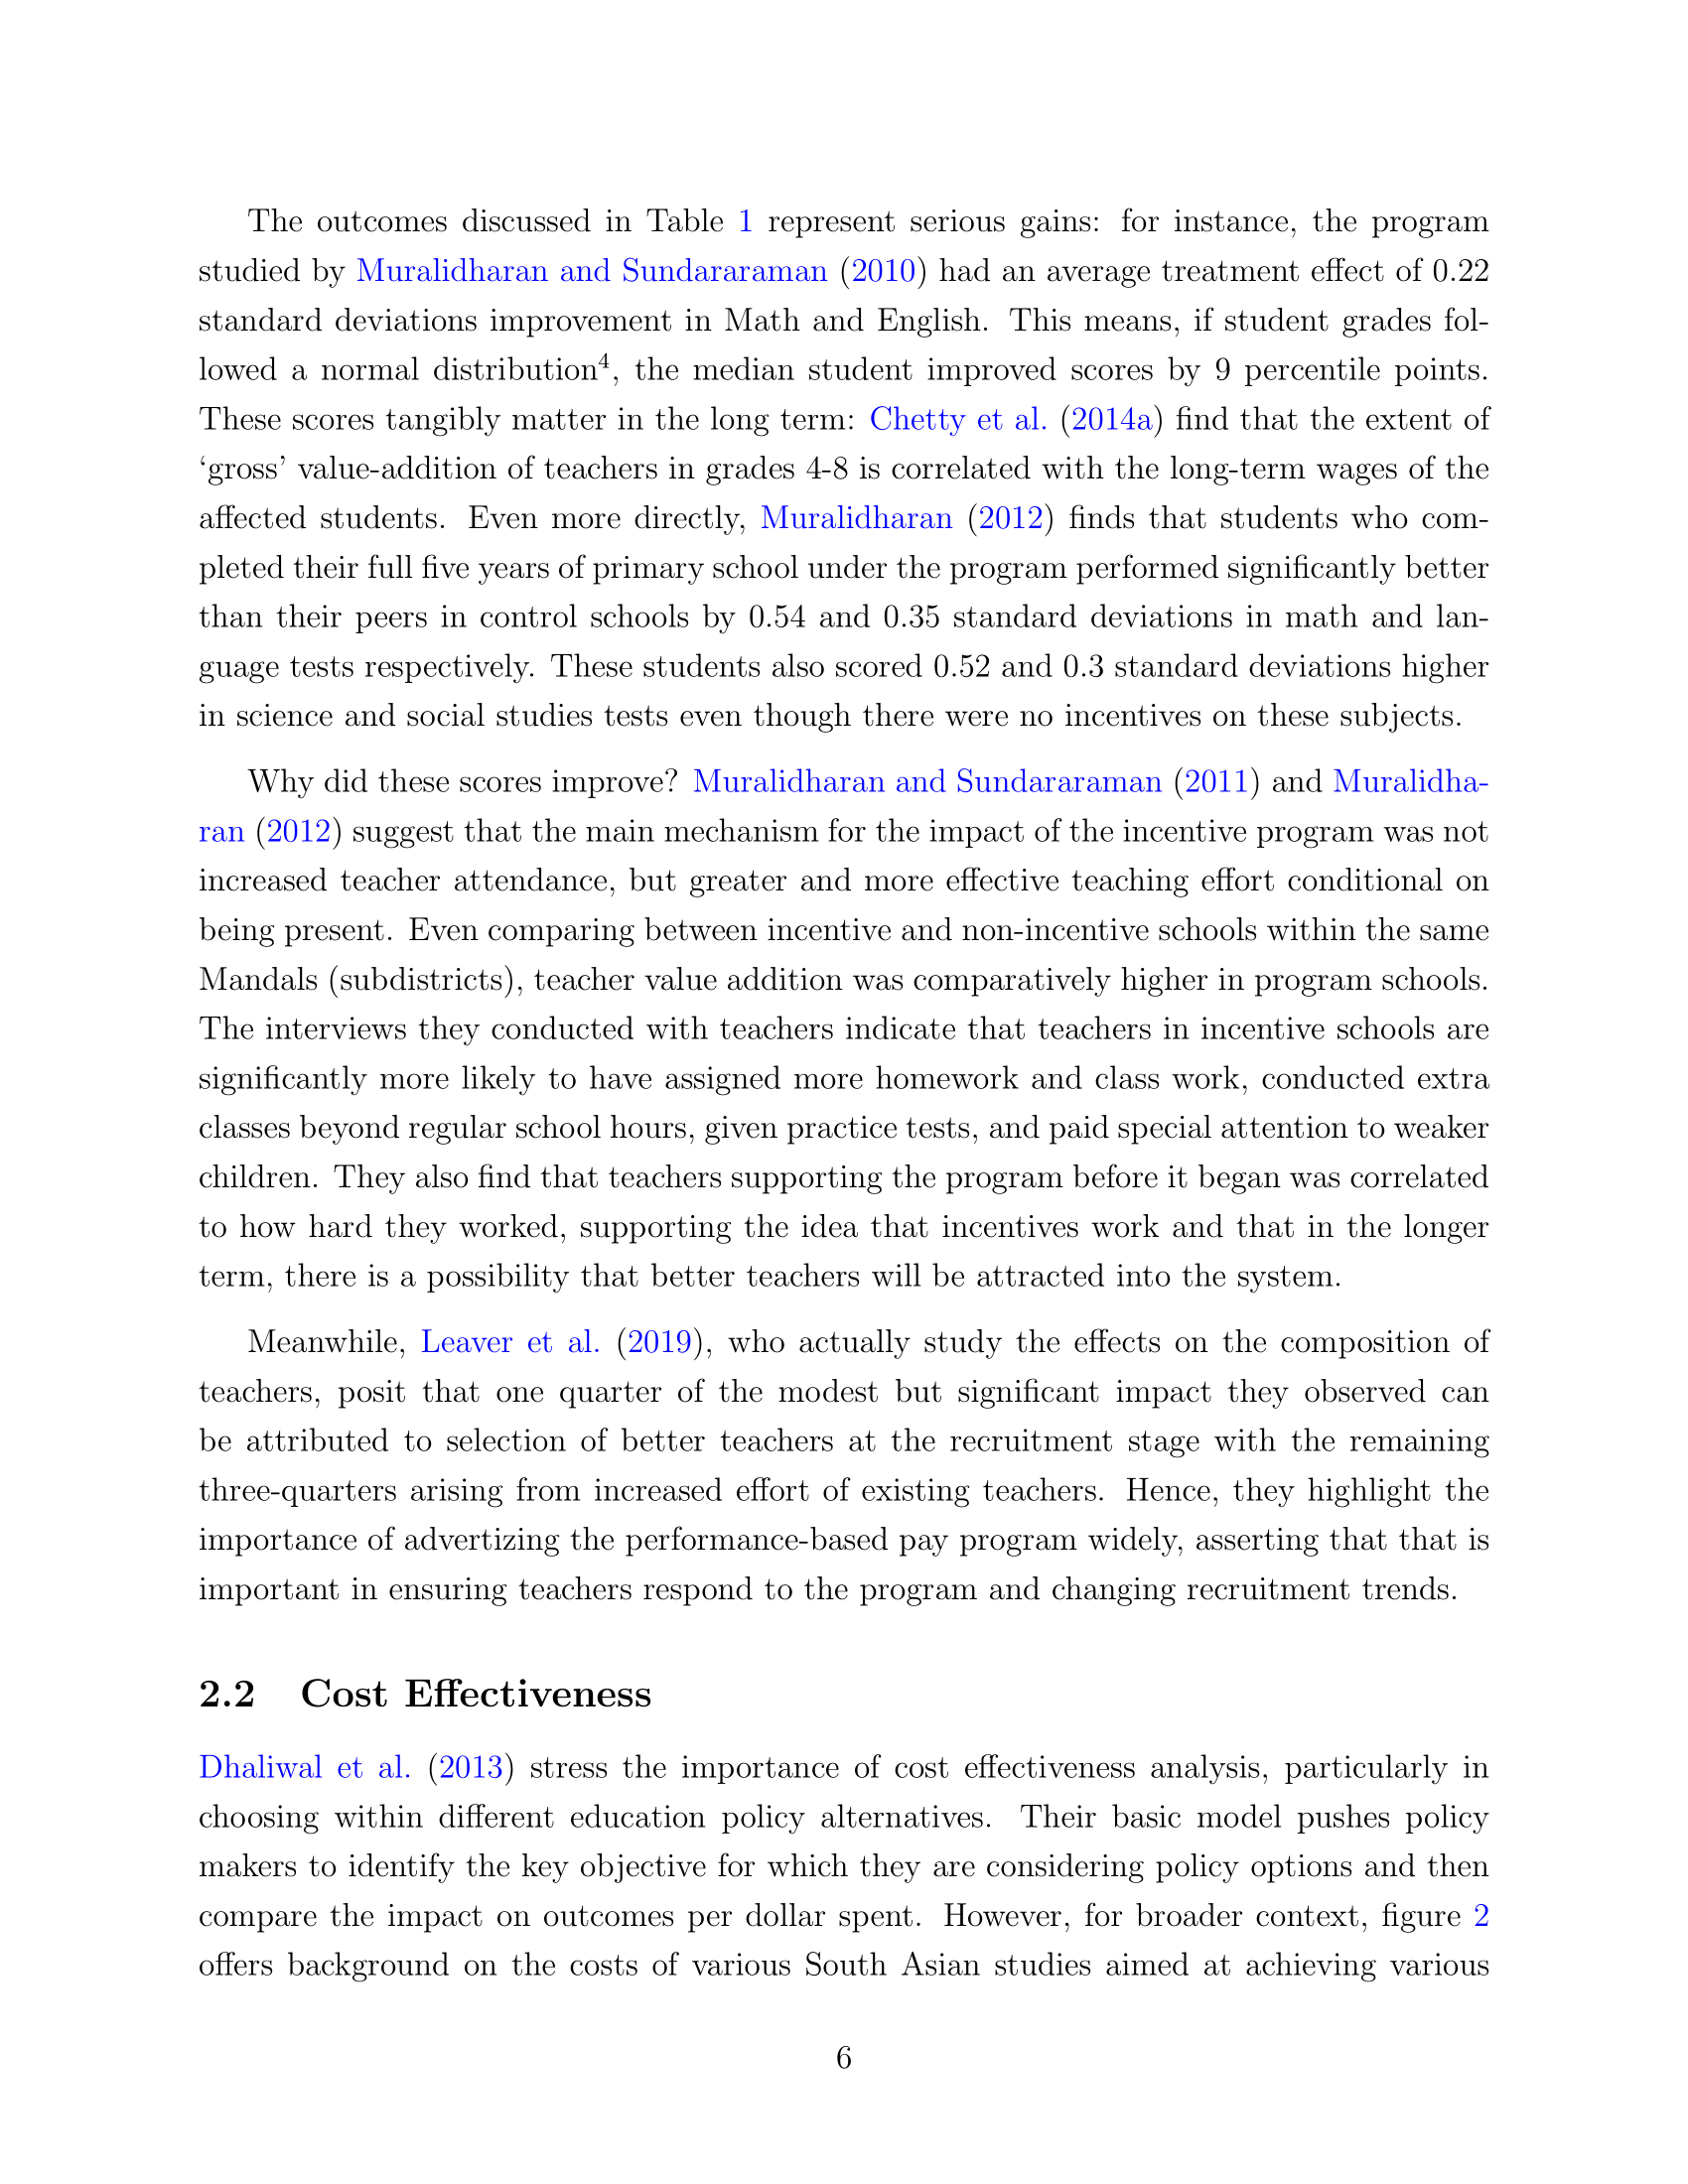 The outcomes discussed in Table 1 represent serious gains: for instance, the program
studied by Muralidharan and Sundararaman (2010) had an average treatment effect of 0.22
standard deviations improvement in Math and English. This means, if student grades fol-
lowed a normal distribution⁴, the median student improved scores by 9 percentile points.
These scores tangibly matter in the long term: Chetty et al. (2014a) find that the extent of
‘gross’ value-addition of teachers in grades 4-8 is correlated with the long-term wages of the
affected students. Even more directly, Muralidharan (2012) finds that students who com-
pleted their full five years of primary school under the program performed significantly better
than their peers in control schools by 0.54 and 0.35 standard deviations in math and lan-
guage tests respectively. These students also scored 0.52 and 0.3 standard deviations higher
in science and social studies tests even though there were no incentives on these subjects.
Why did these scores improve? Muralidharan and Sundararaman (2011) and Muralidha-
ran (2012) suggest that the main mechanism for the impact of the incentive program was not
increased teacher attendance, but greater and more effective teaching effort conditional on
being present. Even comparing between incentive and non-incentive schools within the same
Mandals (subdistricts), teacher value addition was comparatively higher in program schools.
The interviews they conducted with teachers indicate that teachers in incentive schools are
significantly more likely to have assigned more homework and class work, conducted extra
classes beyond regular school hours, given practice tests, and paid special attention to weaker
children. They also find that teachers supporting the program before it began was correlated
to how hard they worked, supporting the idea that incentives work and that in the longer
term, there is a possibility that better teachers will be attracted into the system.
Meanwhile, Leaver et al. (2019), who actually study the effects on the composition of
teachers, posit that one quarter of the modest but significant impact they observed can
be attributed to selection of better teachers at the recruitment stage with the remaining
three-quarters arising from increased effort of existing teachers. Hence, they highlight the
importance of advertizing the performance-based pay program widely, asserting that that is
important in ensuring teachers respond to the program and changing recruitment trends.
2.2 Cost Effectiveness
Dhaliwal et al. (2013) stress the importance of cost effectiveness analysis, particularly in
choosing within different education policy alternatives. Their basic model pushes policy
makers to identify the key objective for which they are considering policy options and then
compare the impact on outcomes per dollar spent. However, for broader context, figure 2
offers background on the costs of various South Asian studies aimed at achieving various
6